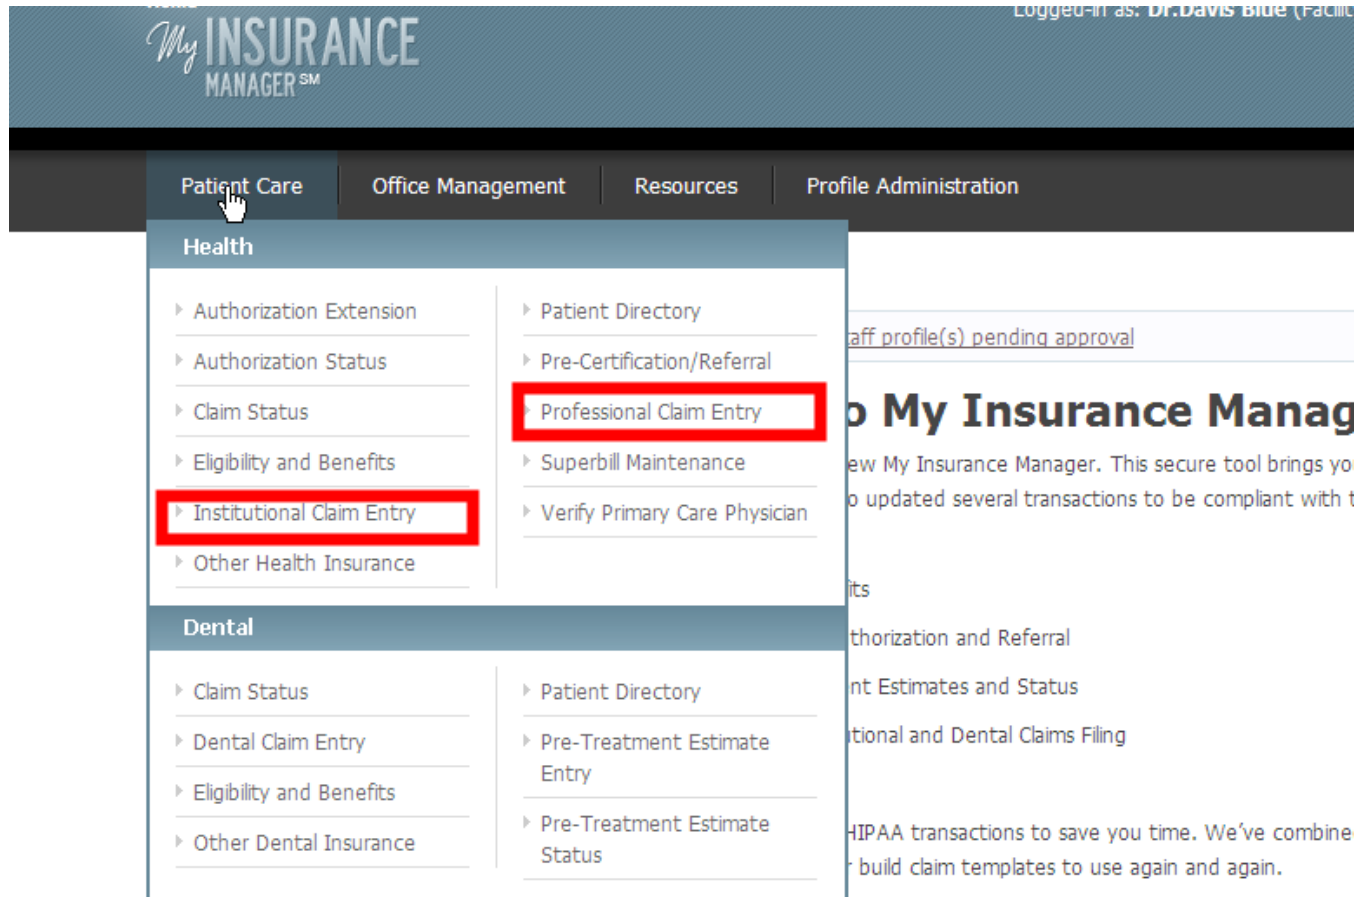 My INSURANCE
MANAGER℠
Logged-in as: Dr.Davis Blue (Facilit
Patient Care
Office Management
Resources
Profile Administration
Health
Authorization Extension
Authorization Status
Claim Status
Eligibility and Benefits
Institutional Claim Entry
Other Health Insurance
Patient Directory
Pre-Certification/Referral
Professional Claim Entry
Superbill Maintenance
Verify Primary Care Physician
Dental
Claim Status
Dental Claim Entry
Eligibility and Benefits
Other Dental Insurance
Patient Directory
Pre-Treatment Estimate
Entry
Pre-Treatment Estimate
Status
aff profile(s) pending approval
o My Insurance Manag
ew My Insurance Manager. This secure tool brings yo
o updated several transactions to be compliant with t
its
thorization and Referral
nt Estimates and Status
tional and Dental Claims Filing
HIPAA transactions to save you time. We've combine
r build claim templates to use again and again.